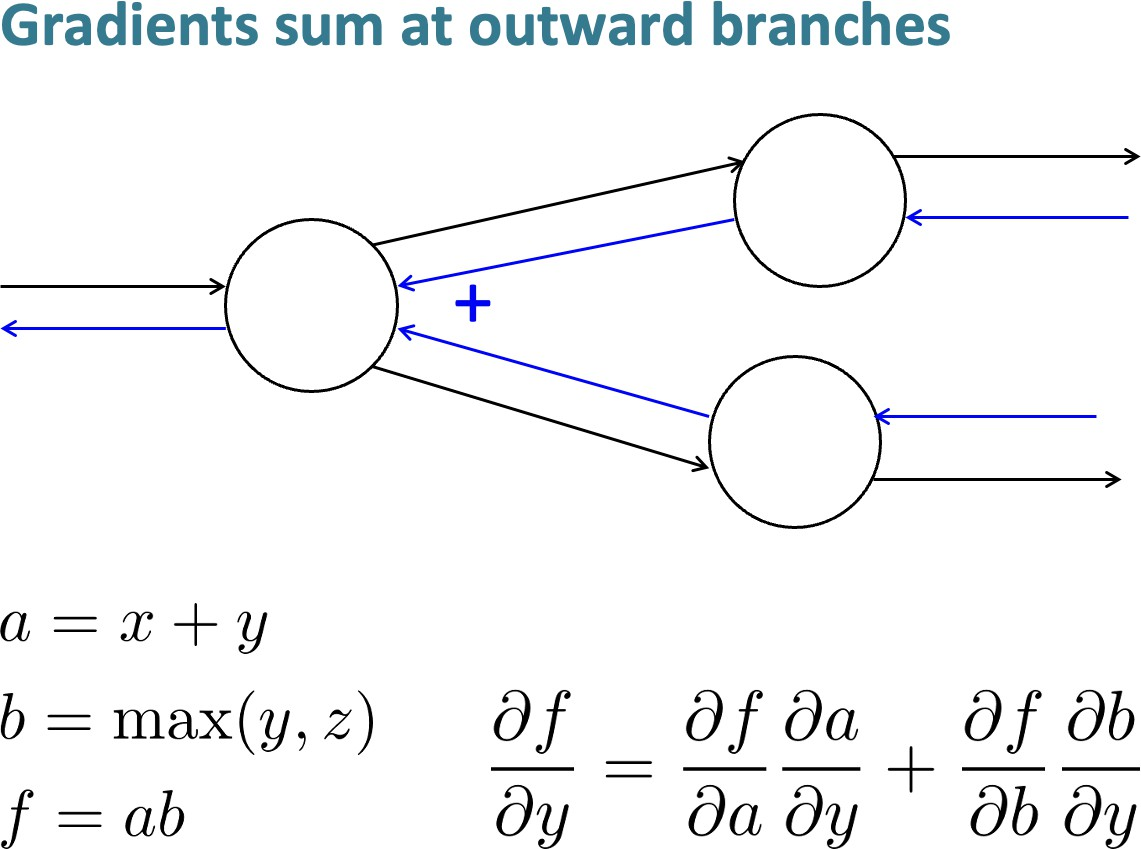 Gradients sum at outward branches
+
a = x + y
b = max(y, z)
f = ab
∂f/∂y = ∂f/∂a ∂a/∂y + ∂f/∂b ∂b/∂y